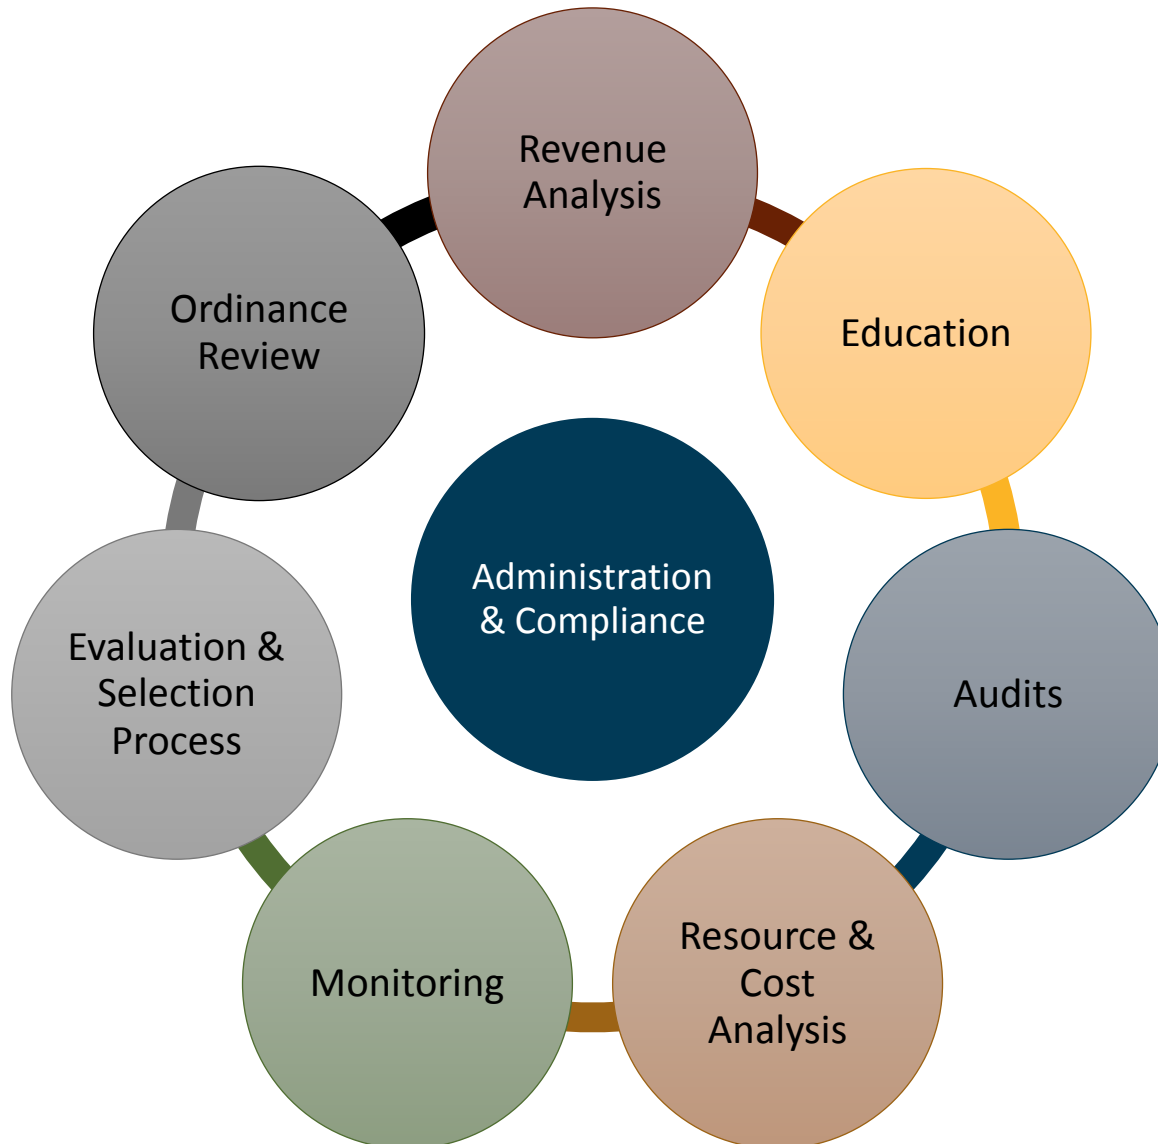 Revenue
Analysis
Education
Audits
Resource &
Cost
Analysis
Monitoring
Evaluation &
Selection
Process
Ordinance
Review
Administration
& Compliance